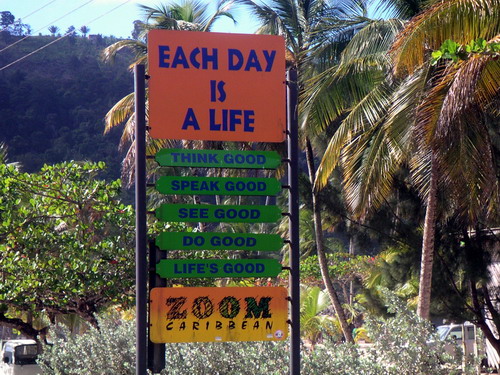 EACH DAY
IS
A LIFE
THINK GOOD
SPEAK GOOD
SEE GOOD
DO GOOD
LIFE'S GOOD
ZOOM
CARIBBEAN